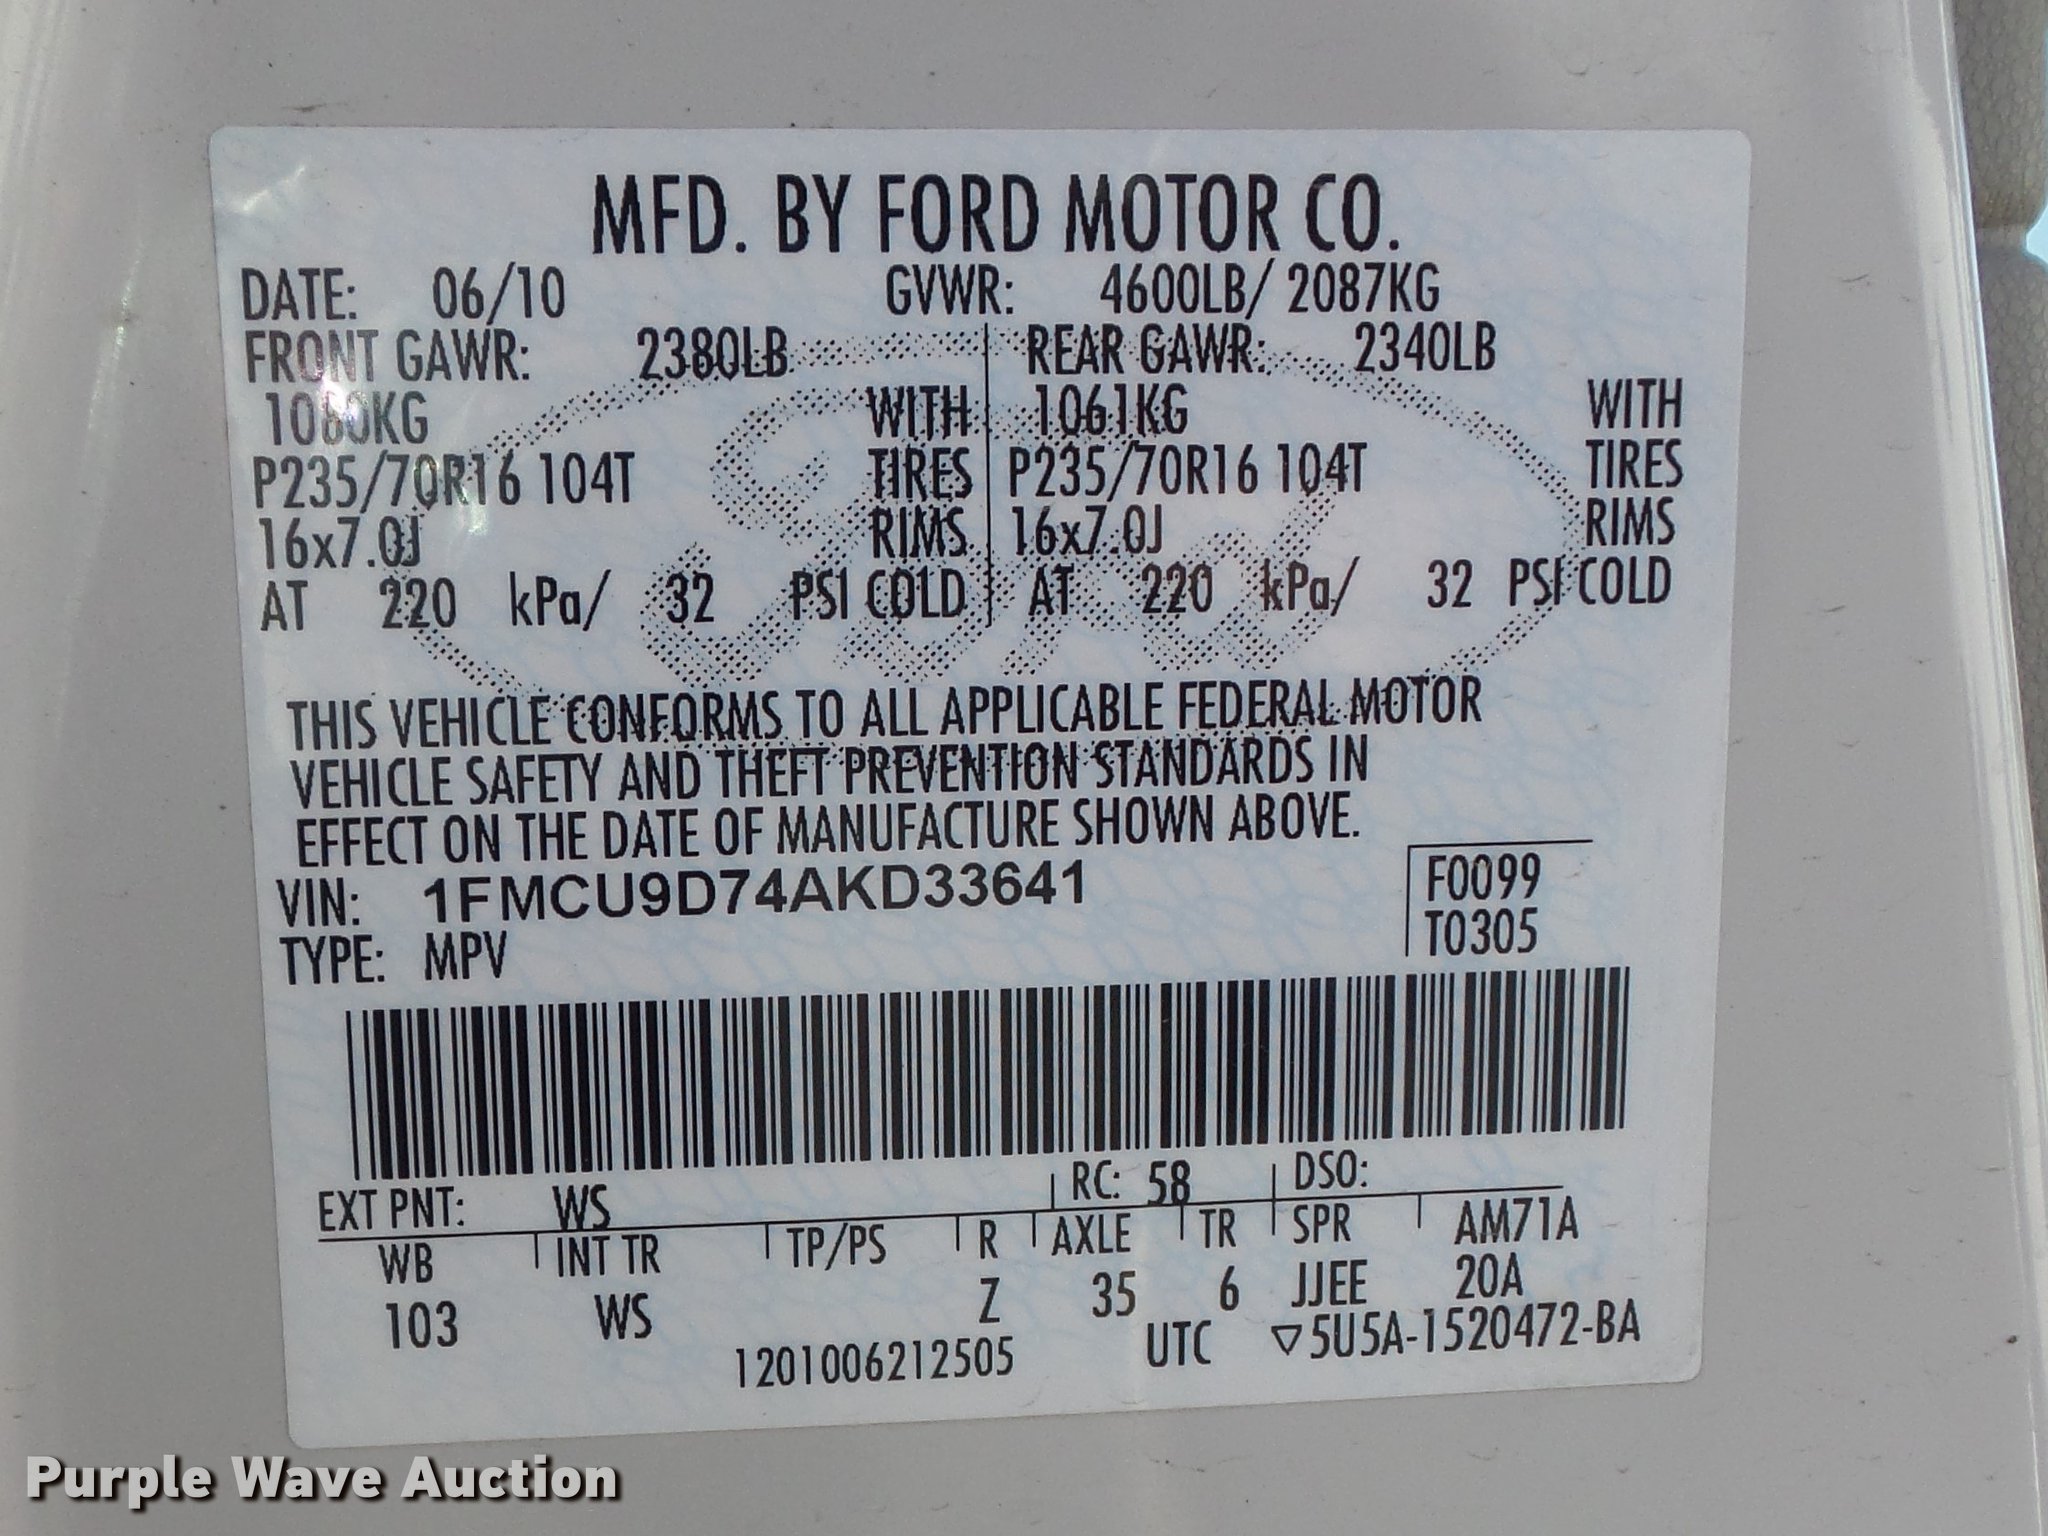 MFD. BY FORD MOTOR CO.
DATE: 06/10 GVWR: 4600LB/ 2087KG
FRONT GAWR: 2380LB REAR GAWR: 2340LB
1080KG WITH 1061KG WITH
P235/70R16 104T TIRES P235/70R16 104T TIRES
16x7.0J RIMS 16x7.0J RIMS
AT 220 kPa/ 32 PSI COLD AT 220 kPa/ 32 PSI COLD
Ford
THIS VEHICLE CONFORMS TO ALL APPLICABLE FEDERAL MOTOR
VEHICLE SAFETY AND THEFT PREVENTION STANDARDS IN
EFFECT ON THE DATE OF MANUFACTURE SHOWN ABOVE.
VIN: 1FMCU9D74AKD33641 F0099
TYPE: MPV T0305
EXT PNT: WS RC: 58 DSO:
WB INT TR TP/PS R AXLE TR SPR AM71A
103 WS Z 35 6 JJEE 20A
1201006212505 UTC ▽5U5A-1520472-BA
Purple Wave Auction